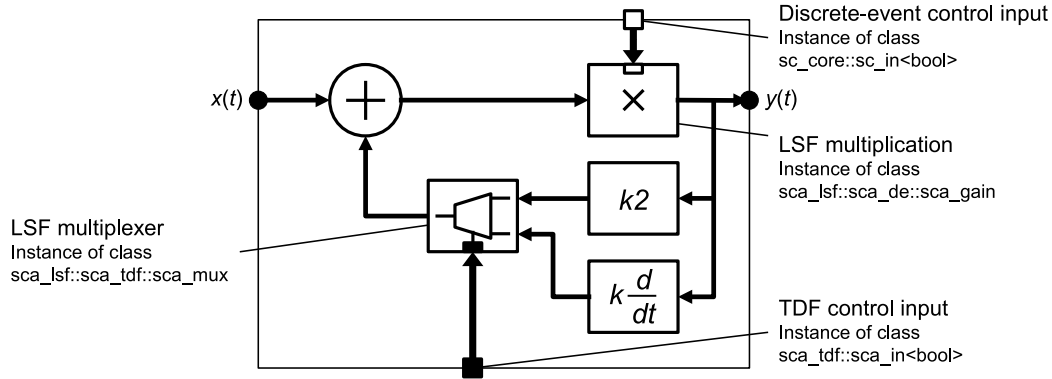 Discrete-event control input
Instance of class
sc_core::sc_in<bool>
x(t)
+
×
y(t)
LSF multiplication
Instance of class
sca_lsf::sca_de::sca_gain
k2
LSF multiplexer
Instance of class
sca_lsf::sca_tdf::sca_mux
k d
dt
TDF control input
Instance of class
sca_tdf::sca_in<bool>